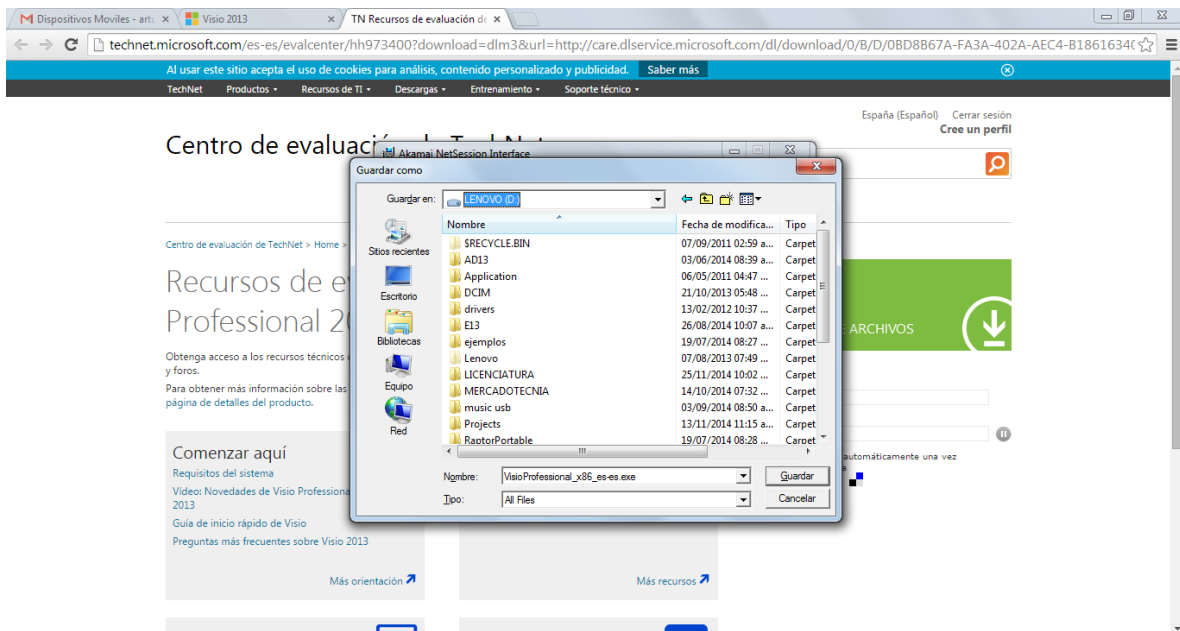 Dispositivos Moviles - artu
Visio 2013
TN Recursos de evaluación de
technet.microsoft.com/es-es/evalcenter/hh973400?download=dlm3&url=http://care.dlservice.microsoft.com/dl/download/0/B/D/0BD8B67A-FA3A-402A-AEC4-B1861634(
Al usar este sitio acepta el uso de cookies para análisis, contenido personalizado y publicidad. Saber más
TechNet Productos Recursos de TI Descargas Entrenamiento Soporte técnico
España (Español) Cerrar sesión
Cree un perfil
Centro de evaluación de TechNet
Akamai NetSession Interface
Guardar como
Guardar en: LENOVO (D:)
Nombre Fecha de modifica... Tipo
$RECYCLE.BIN 07/09/2011 02:59 a... Carpet
AD13 03/06/2014 08:39 a... Carpet
Application 06/05/2011 04:47 ... Carpet
DCIM 21/10/2013 05:48 ... Carpet
drivers 13/02/2012 10:37 ... Carpet
E13 26/08/2014 10:07 a... Carpet
ejemplos 19/07/2014 08:27 ... Carpet
Lenovo 07/08/2013 07:49 ... Carpet
LICENCIATURA 25/11/2014 10:02 ... Carpet
MERCADOTECNIA 14/10/2014 07:32 ... Carpet
music usb 03/09/2014 08:50 a... Carpet
Projects 13/11/2014 11:15 a... Carpet
RaptorPortable 19/07/2014 08:28 ... Carpet
Sitios recientes
Escritorio
Bibliotecas
Equipo
Red
Nombre: VisioProfessional_x86_es-es.exe Guardar
Tipo: All Files Cancelar
Centro de evaluación de TechNet > Home >
Recursos de e
Professional 2
E ARCHIVOS
Obtenga acceso a los recursos técnicos
y foros.
Para obtener más información sobre las
página de detalles del producto.
automáticamente una vez
Comenzar aquí
Requisitos del sistema
Vídeo: Novedades de Visio Professiona
2013
Guía de inicio rápido de Visio
Preguntas más frecuentes sobre Visio 2013
Más orientación
Más recursos